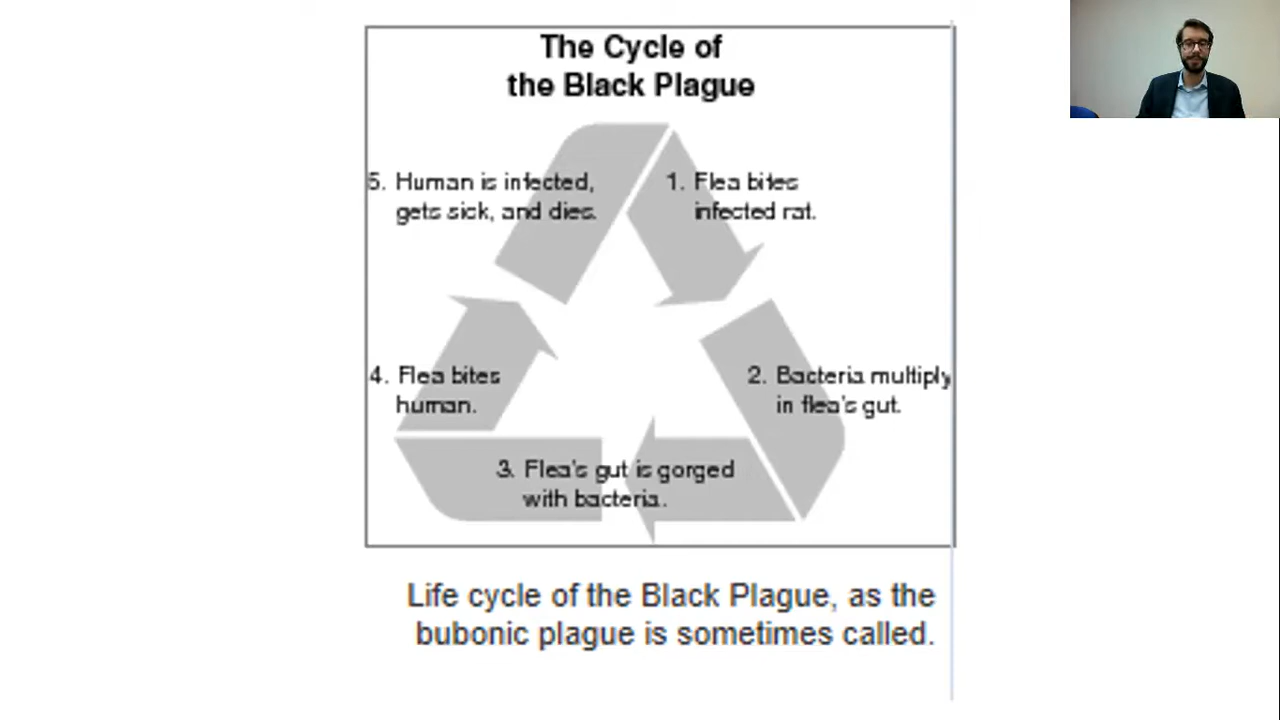 The Cycle of
the Black Plague
5. Human is infected,
gets sick, and dies.
1. Flea bites
infected rat.
4. Flea bites
human.
2. Bacteria multiply
in flea's gut.
3. Flea's gut is gorged
with bacteria.
Life cycle of the Black Plague, as the
bubonic plague is sometimes called.